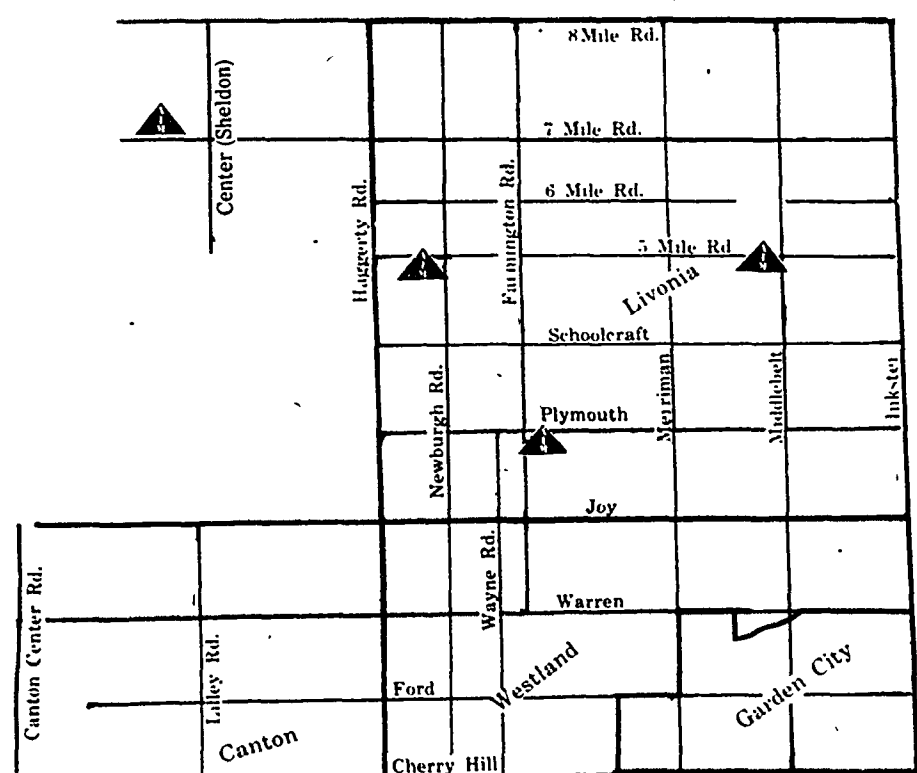 8 Mile Rd.
Center (Sheldon)
7 Mile Rd.
6 Mile Rd.
Haggerty Rd.
Farmington Rd.
5 Mile Rd
Livonia
Schoolcraft
Newburgh Rd.
Merriman
Middlebelt
Inkster
Plymouth
Joy
Canton Center Rd.
Lilley Rd.
Wayne Rd.
Warren
Westland
Garden City
Ford
Canton
Cherry Hill